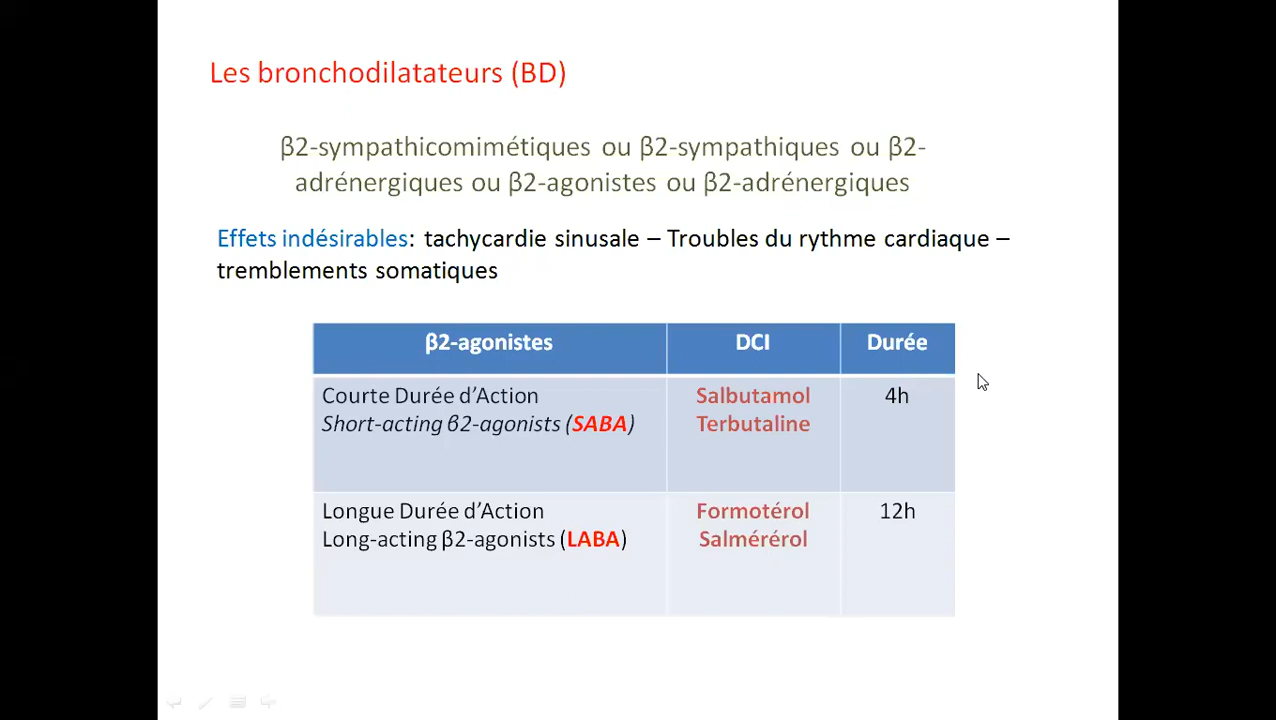 Les bronchodilatateurs (BD)
β2-sympathicomimétiques ou β2-sympathiques ou β2-
adrénergiques ou β2-agonistes ou β2-adrénergiques
Effets indésirables: tachycardie sinusale – Troubles du rythme cardiaque –
tremblements somatiques
β2-agonistes DCI Durée
Courte Durée d’Action Salbutamol 4h
Short-acting β2-agonists (SABA) Terbutaline
Longue Durée d’Action Formotérol 12h
Long-acting β2-agonists (LABA) Salmérérol